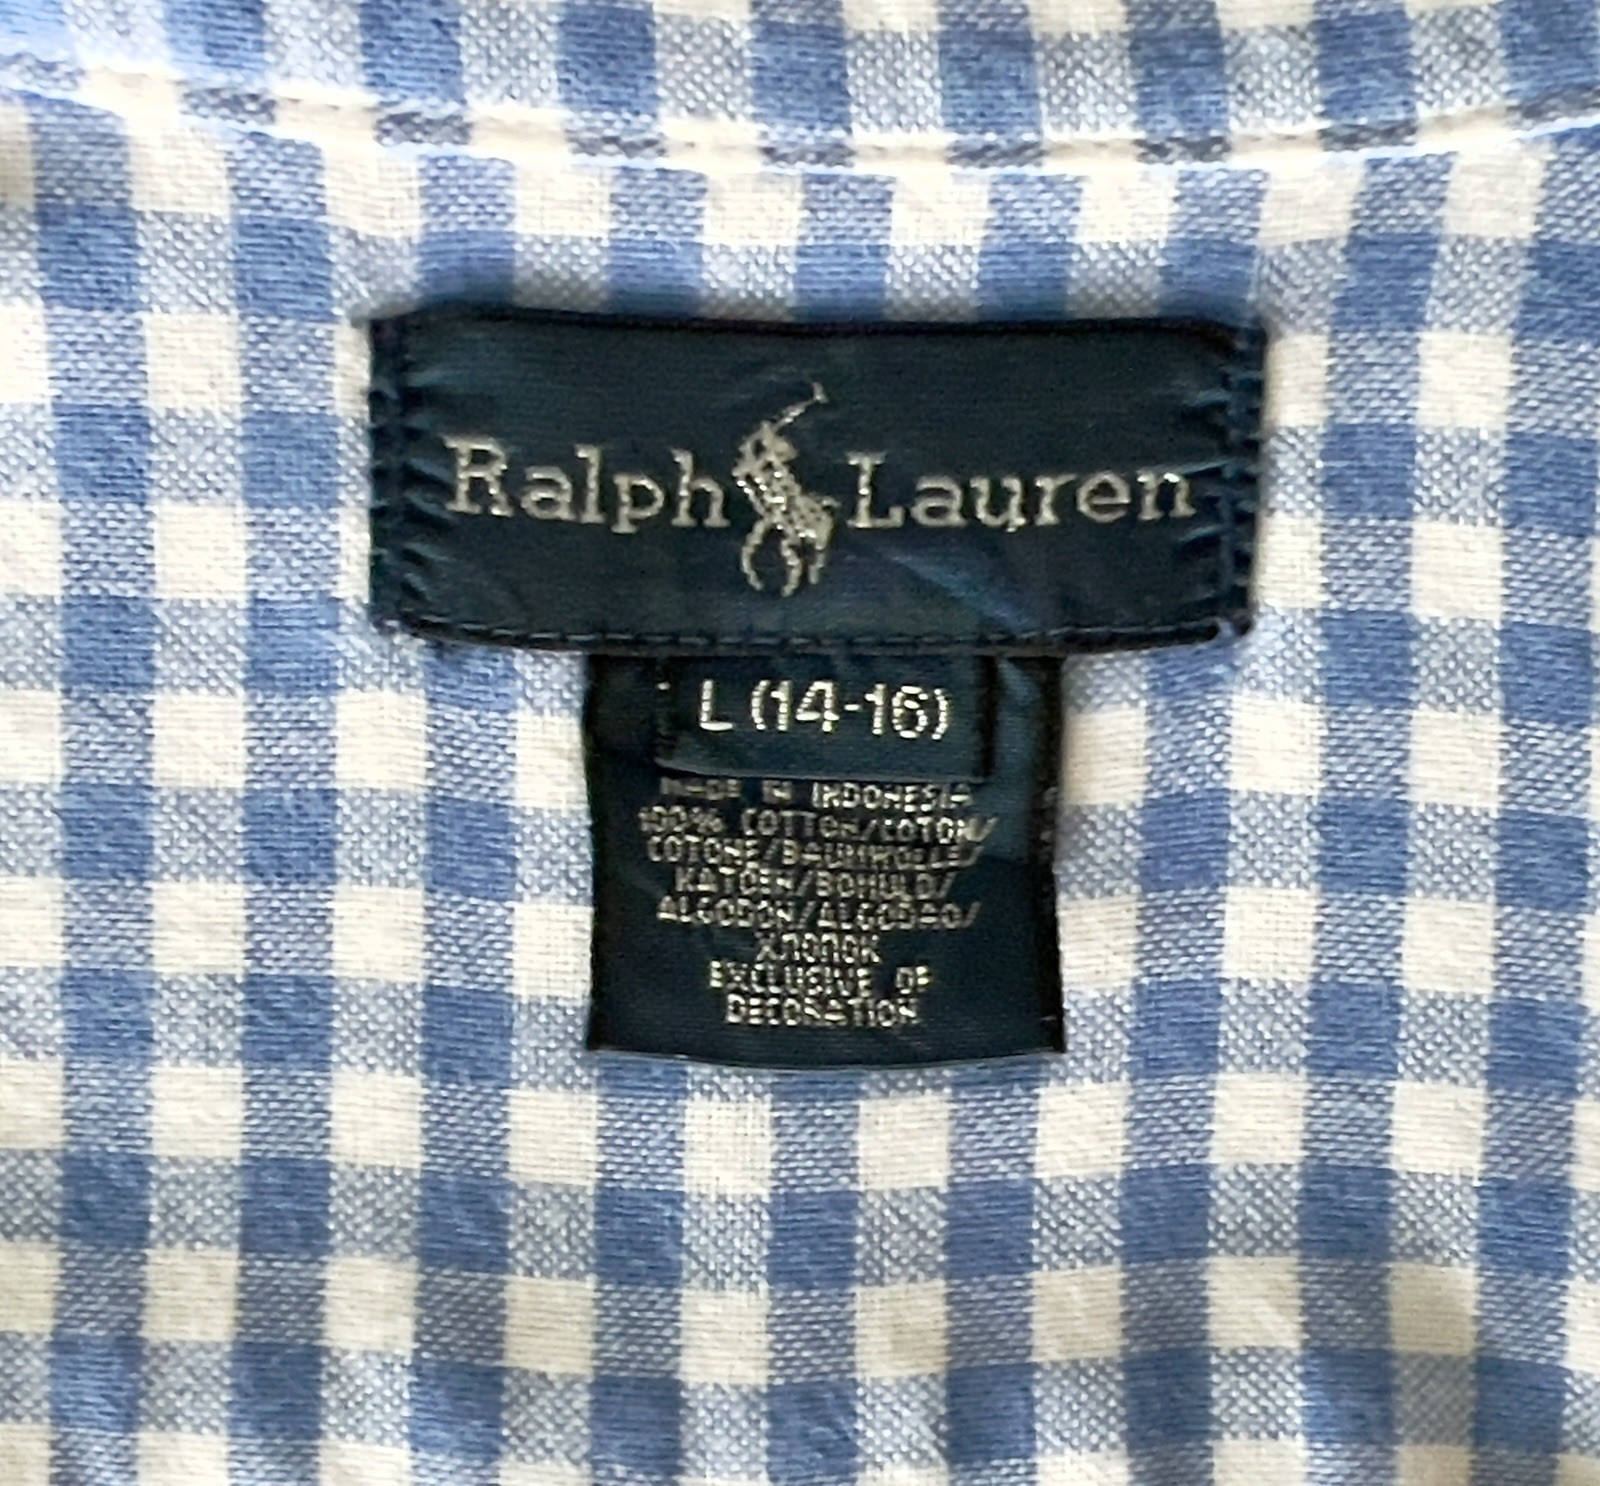 Ralph Lauren
L (14-16)
MADE IN INDONESIA
100% COTTON/COTON/
COTONE/BAUMWOLLE/
KATOEN/BOMULD/
ALGODON/ALGODAO/
ХЛОПОК
EXCLUSIVE OF
DECORATION